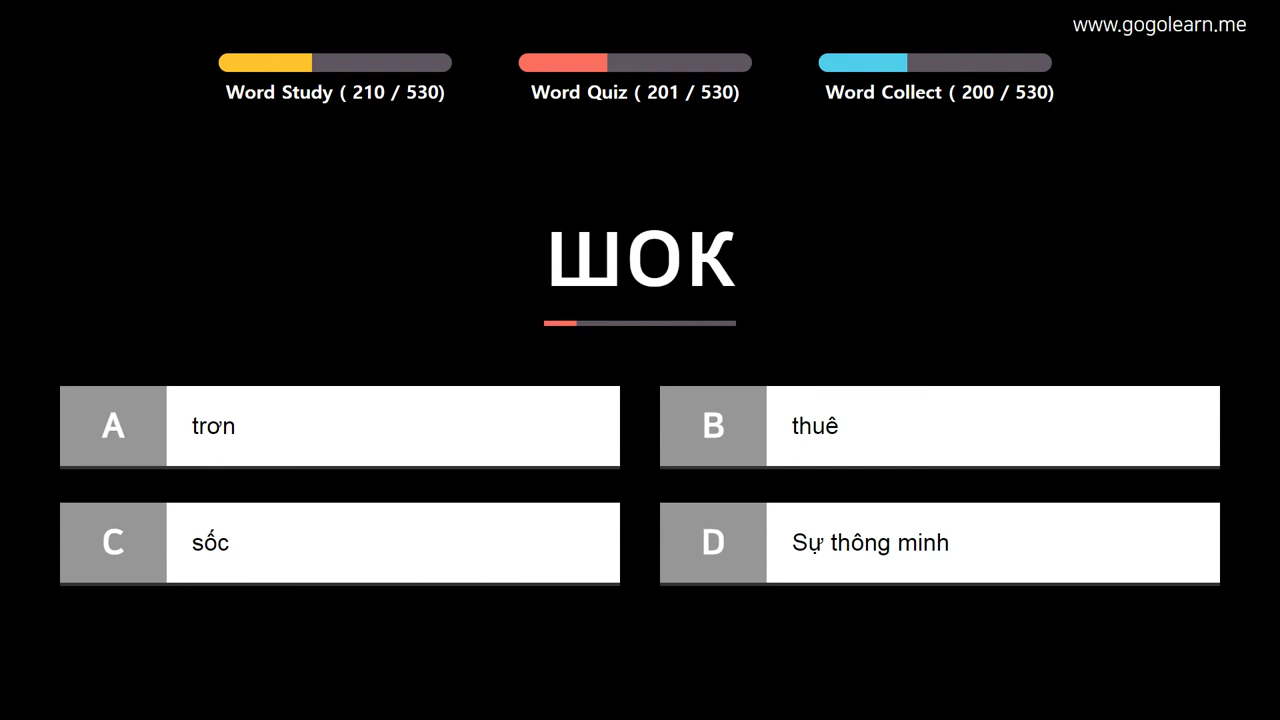 www.gogolearn.me
Word Study ( 210 / 530)
Word Quiz ( 201 / 530)
Word Collect ( 200 / 530)
шок
A trơn
B thuê
C sốc
D Sự thông minh